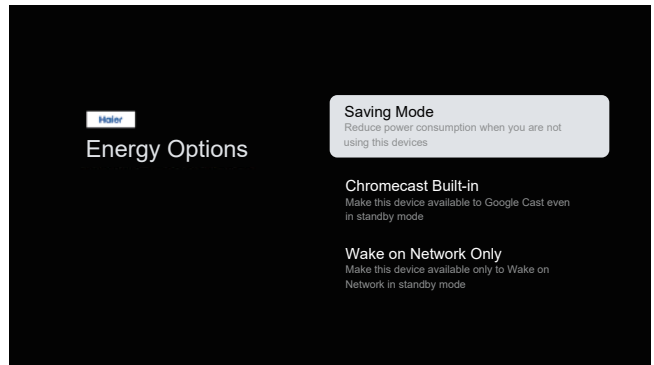 Haier
Energy Options
Saving Mode
Reduce power consumption when you are not
using this devices
Chromecast Built-in
Make this device available to Google Cast even
in standby mode
Wake on Network Only
Make this device available only to Wake on
Network in standby mode